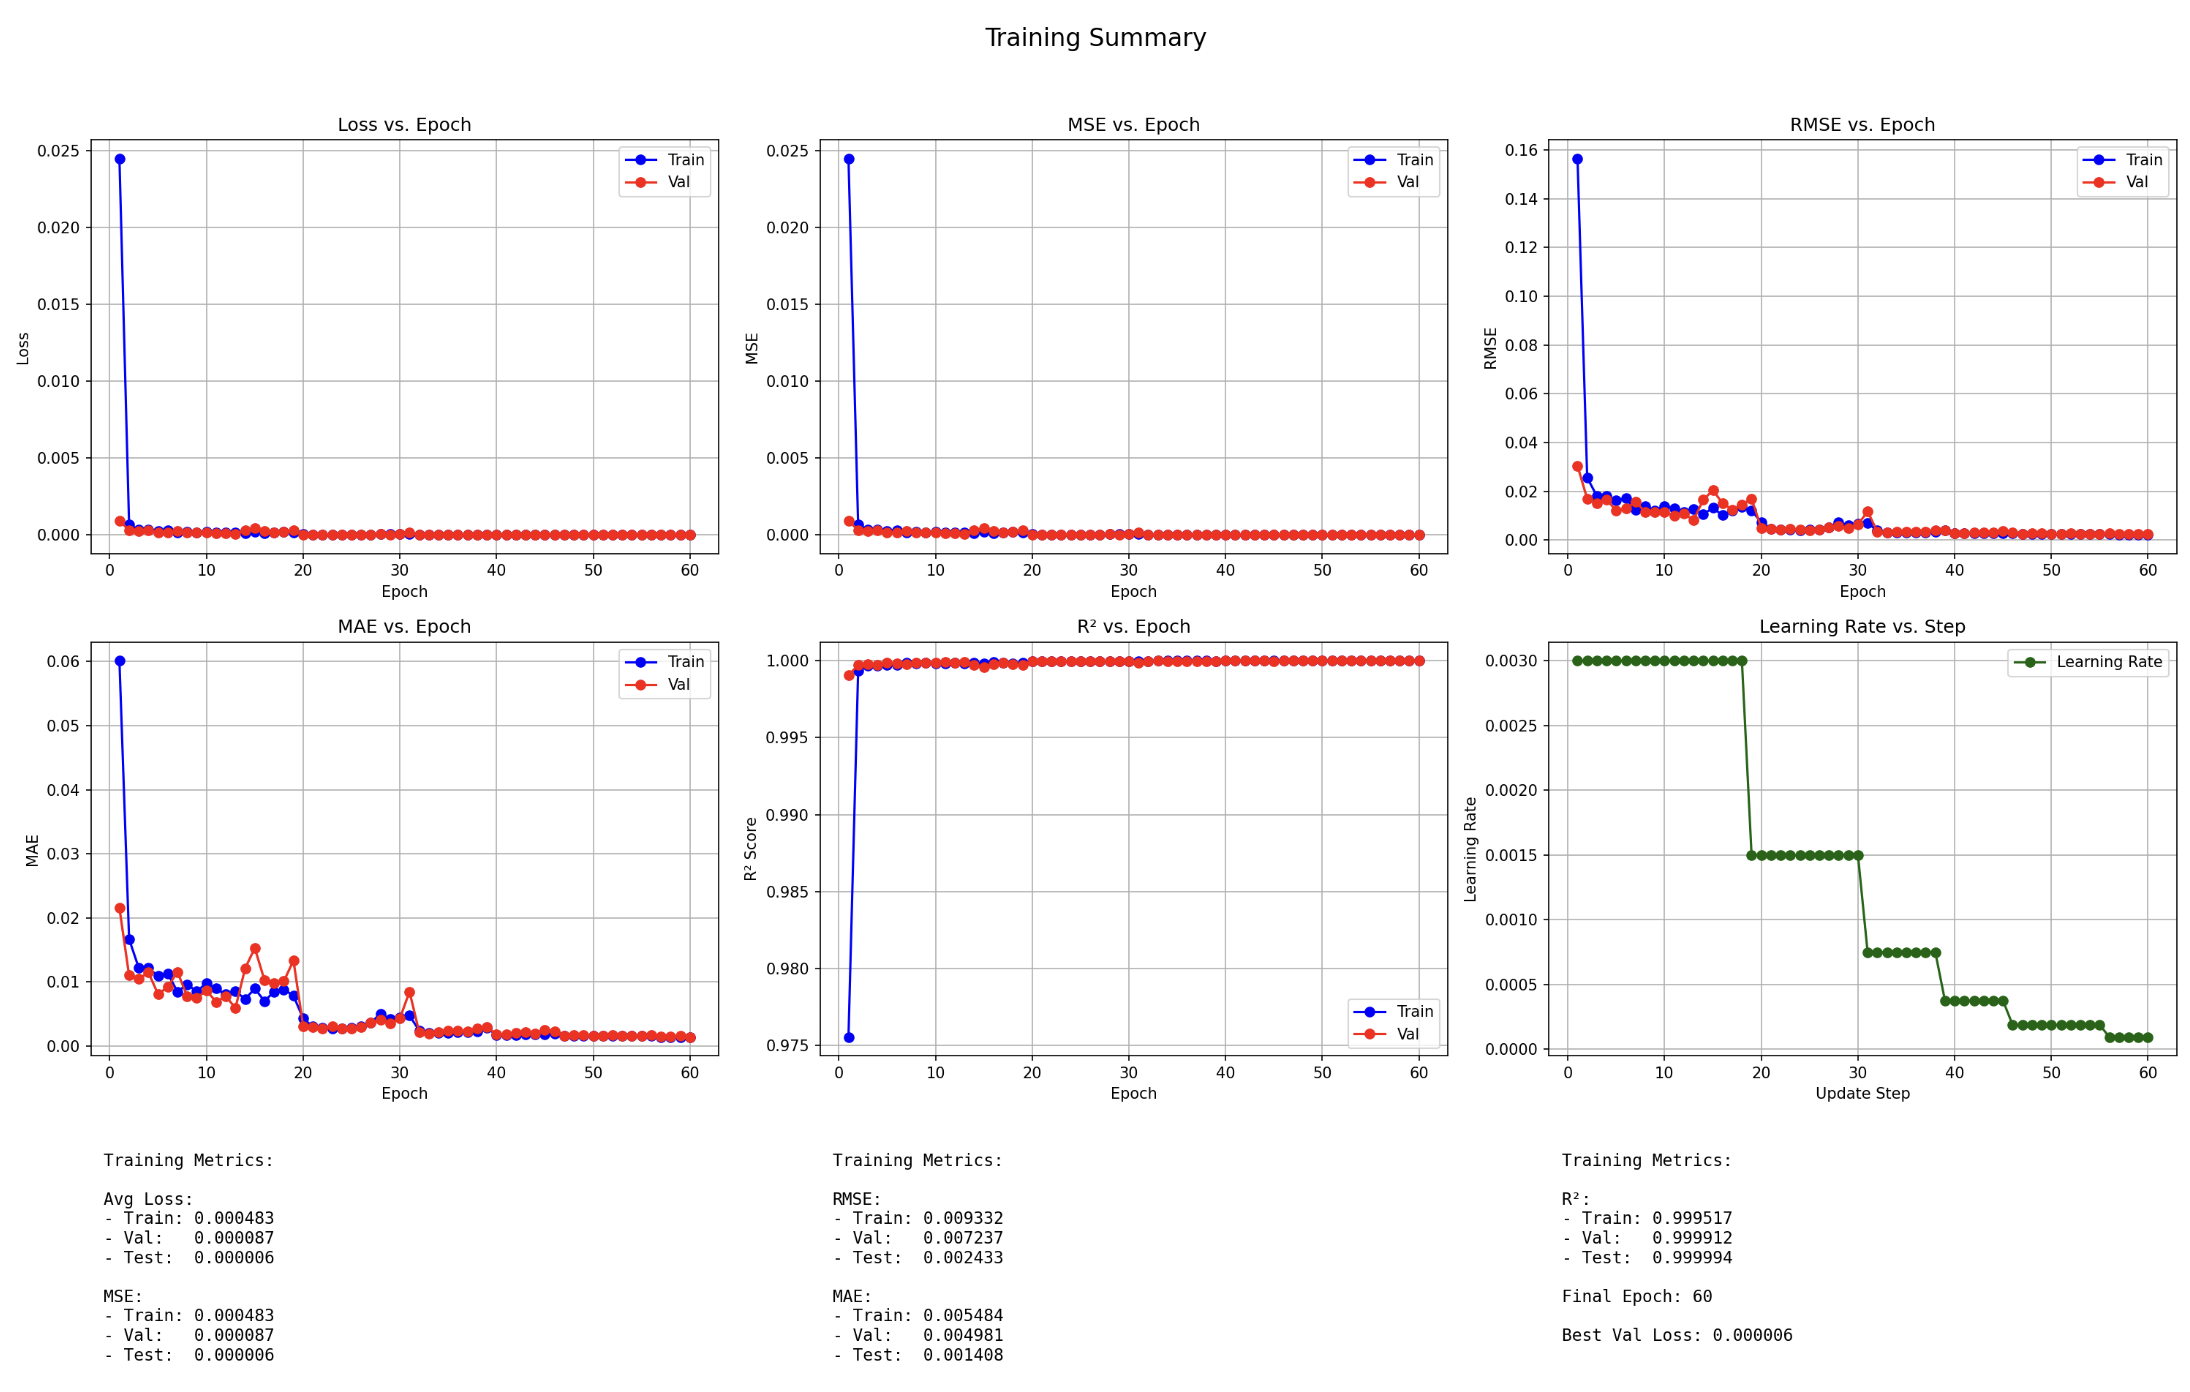 Training Summary
Loss vs. Epoch
0.025
0.020
0.015
0.010
0.005
0.000
Loss
Train
Val
0 10 20 30 40 50 60
Epoch
MSE vs. Epoch
0.025
0.020
0.015
0.010
0.005
0.000
MSE
Train
Val
0 10 20 30 40 50 60
Epoch
RMSE vs. Epoch
0.16
0.14
0.12
0.10
0.08
0.06
0.04
0.02
0.00
RMSE
Train
Val
0 10 20 30 40 50 60
Epoch
MAE vs. Epoch
0.06
0.05
0.04
0.03
0.02
0.01
0.00
MAE
Train
Val
0 10 20 30 40 50 60
Epoch
R² vs. Epoch
1.000
0.995
0.990
0.985
0.980
0.975
R² Score
Train
Val
0 10 20 30 40 50 60
Epoch
Learning Rate vs. Step
0.0030
0.0025
0.0020
0.0015
0.0010
0.0005
0.0000
Learning Rate
Learning Rate
0 10 20 30 40 50 60
Update Step
Training Metrics:
Avg Loss:
- Train: 0.000483
- Val: 0.000087
- Test: 0.000006
MSE:
- Train: 0.000483
- Val: 0.000087
- Test: 0.000006
Training Metrics:
RMSE:
- Train: 0.009332
- Val: 0.007237
- Test: 0.002433
MAE:
- Train: 0.005484
- Val: 0.004981
- Test: 0.001408
Training Metrics:
R²:
- Train: 0.999517
- Val: 0.999912
- Test: 0.999994
Final Epoch: 60
Best Val Loss: 0.000006